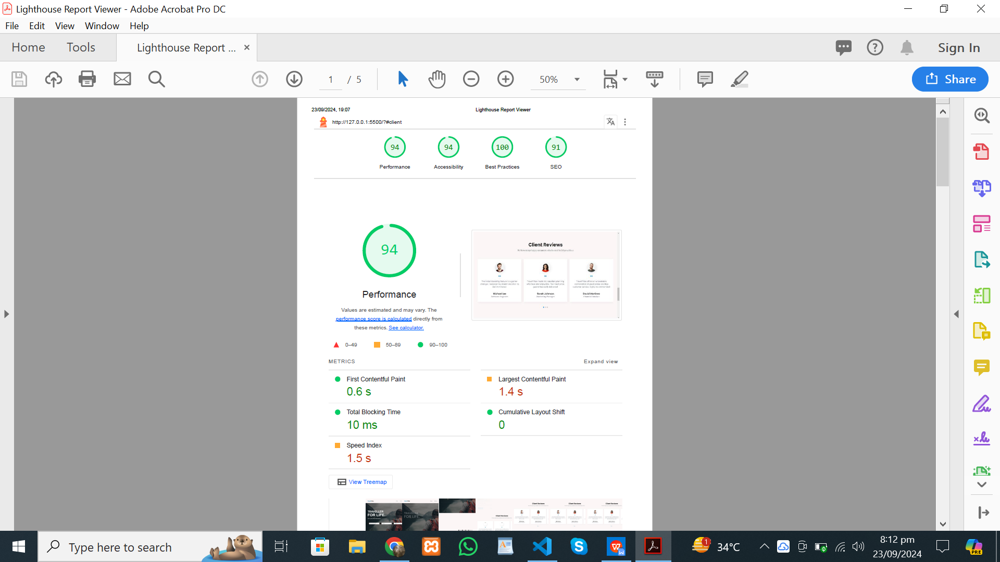 Lighthouse Report Viewer - Adobe Acrobat Pro DC
File Edit View Window Help
Home Tools Lighthouse Report ... × Sign In
1 / 5 50% Share
23/09/2024, 19:07 Lighthouse Report Viewer
http://127.0.0.1:5500/?#client
94 94 100 91
Performance Accessibility Best Practices SEO
94
Performance
Values are estimated and may vary. The
performance score is calculated directly from
these metrics. See calculator.
0–49 50–89 90–100
Client Reviews
Michael Lee Sarah Johnson David Martinez
METRICS Expand view
First Contentful Paint Largest Contentful Paint
0.6 s 1.4 s
Total Blocking Time Cumulative Layout Shift
10 ms 0
Speed Index
1.5 s
View Treemap
TRAVELLER
FOR LIFE.
Client Reviews
Type here to search
1 34°C
8:12 pm
23/09/2024
PRE